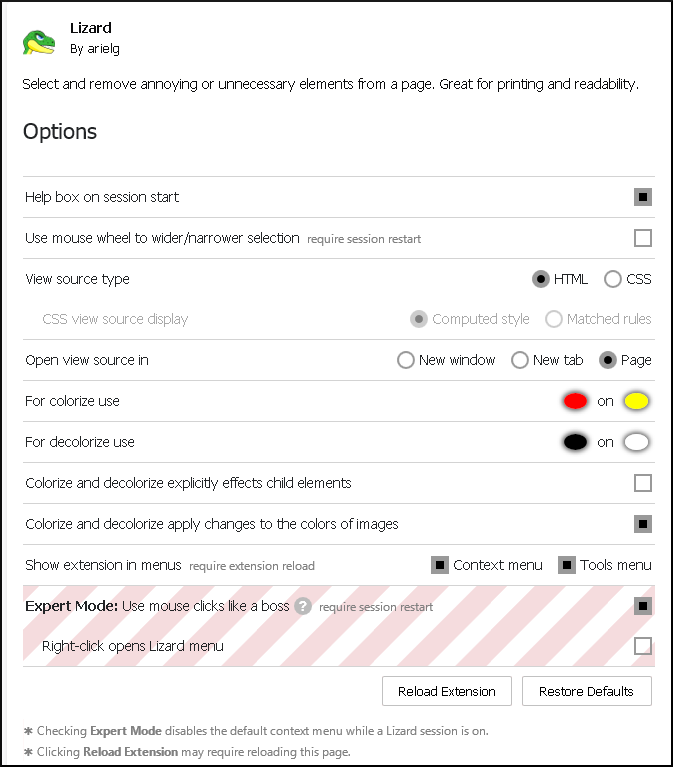 Lizard
By arielg
Select and remove annoying or unnecessary elements from a page. Great for printing and readability.
Options
Help box on session start
Use mouse wheel to wider/narrower selection require session restart
View source type HTML CSS
CSS view source display Computed style Matched rules
Open view source in New window New tab Page
For colorize use on
For decolorize use on
Colorize and decolorize explicitly effects child elements
Colorize and decolorize apply changes to the colors of images
Show extension in menus require extension reload Context menu Tools menu
Expert Mode: Use mouse clicks like a boss ? require session restart
Right-click opens Lizard menu
Reload Extension Restore Defaults
∗ Checking Expert Mode disables the default context menu while a Lizard session is on.
∗ Clicking Reload Extension may require reloading this page.